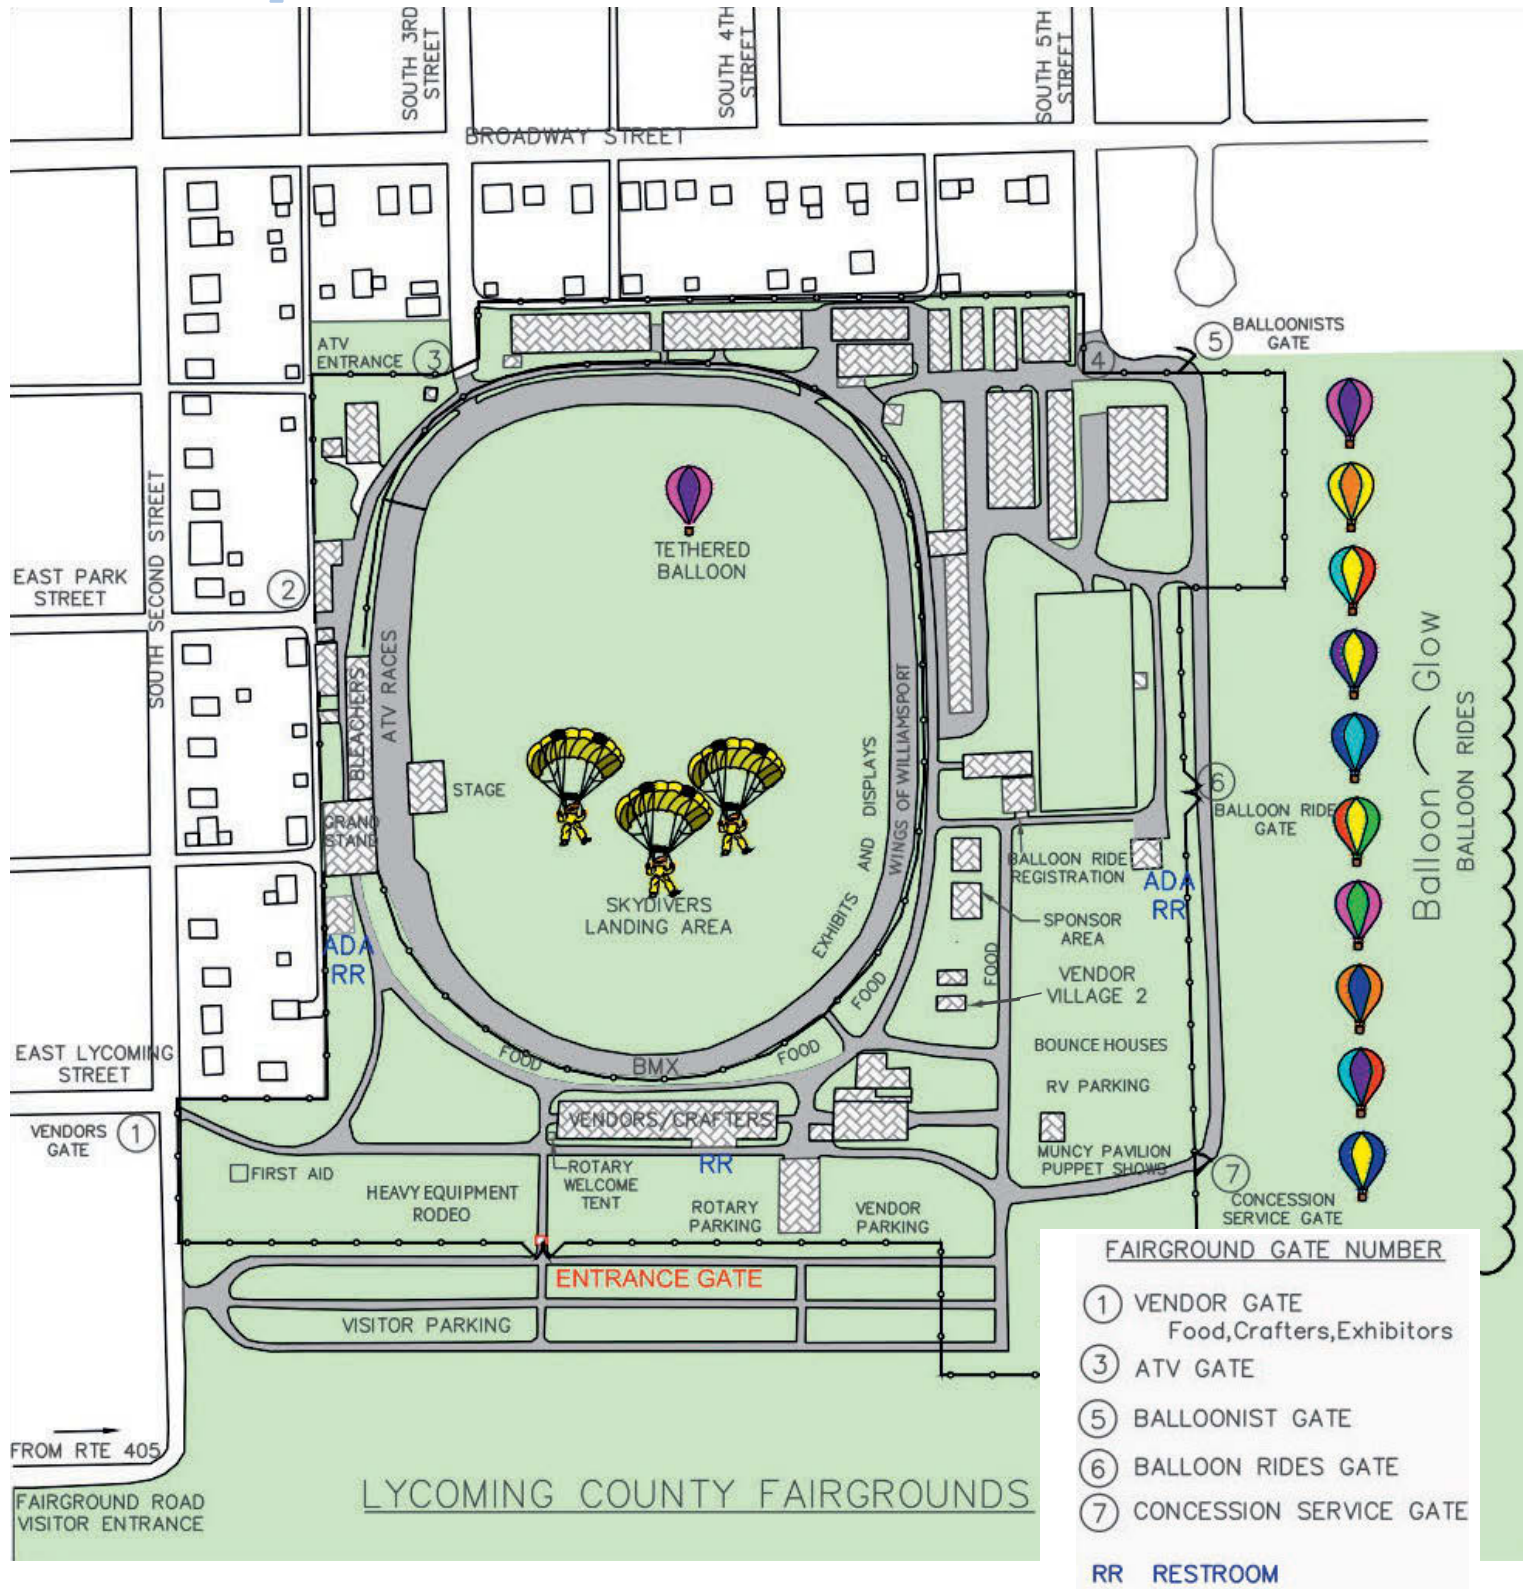 SOUTH 3RD
STREET
SOUTH 4TH
STREET
SOUTH 5TH
STREET
BROADWAY STREET
ATV
ENTRANCE
3
4
5
BALLOONISTS
GATE
TETHERED
BALLOON
EAST PARK
STREET
SOUTH SECOND STREET
2
BLEACHERS
ATV RACES
STAGE
GRAND
STAND
SKYDIVERS
LANDING AREA
EXHIBITS AND DISPLAYS
WINGS OF WILLIAMSPORT
6
BALLOON RIDE
GATE
Balloon Glow
BALLOON RIDES
BALLOON RIDE
REGISTRATION
ADA
RR
SPONSOR
AREA
FOOD
VENDOR
VILLAGE 2
ADA
RR
FOOD
BOUNCE HOUSES
RV PARKING
EAST LYCOMING
STREET
FOOD
BMX
FOOD
VENDORS
GATE
1
VENDORS/CRAFTERS
MUNCY PAVILION
PUPPET SHOWS
7
CONCESSION
SERVICE GATE
FIRST AID
ROTARY
WELCOME
TENT
RR
HEAVY EQUIPMENT
RODEO
ROTARY
PARKING
VENDOR
PARKING
ENTRANCE GATE
VISITOR PARKING
FROM RTE 405
FAIRGROUND ROAD
VISITOR ENTRANCE
LYCOMING COUNTY FAIRGROUNDS
FAIRGROUND GATE NUMBER
1 VENDOR GATE
Food,Crafters,Exhibitors
3 ATV GATE
5 BALLOONIST GATE
6 BALLOON RIDES GATE
7 CONCESSION SERVICE GATE
RR RESTROOM